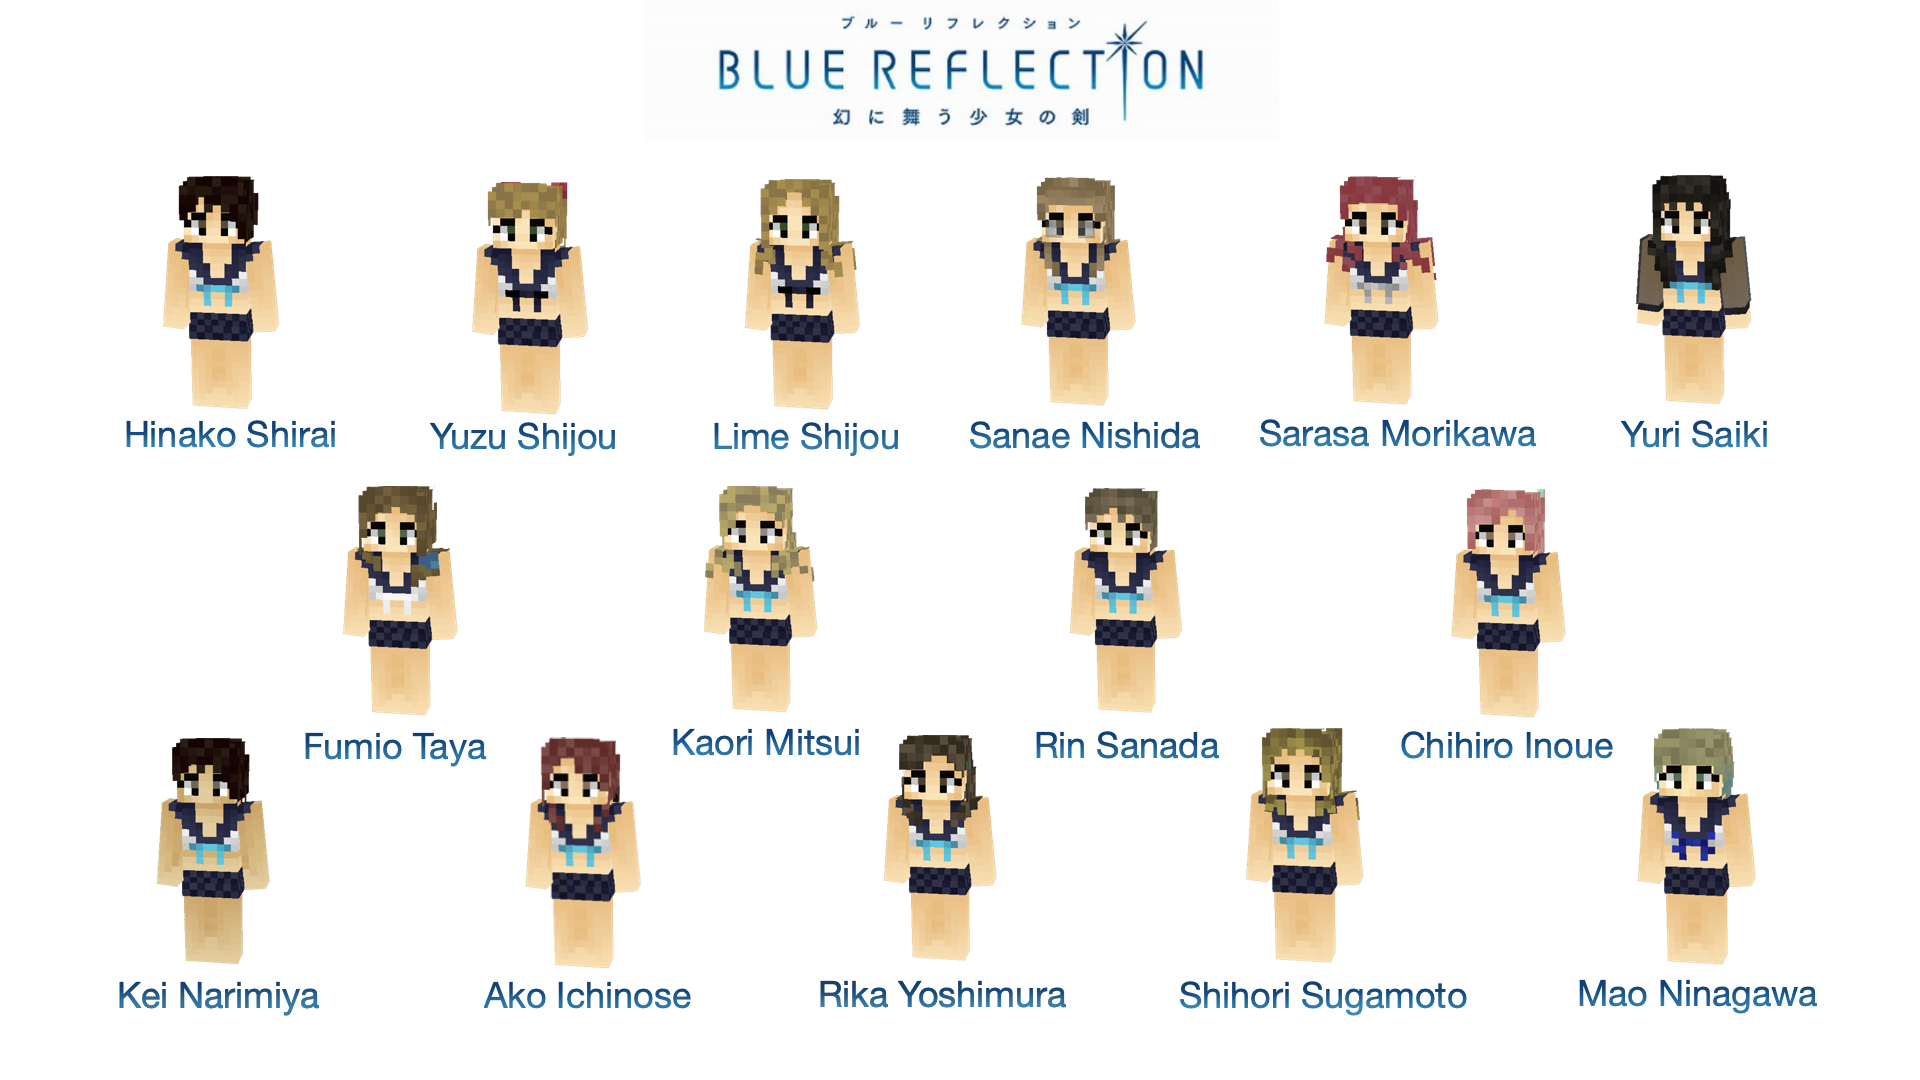 ブルーリフレクション
BLUE REFLECTION
幻に舞う少女の剣
Hinako Shirai
Yuzu Shijou
Lime Shijou
Sanae Nishida
Sarasa Morikawa
Yuri Saiki
Fumio Taya
Kaori Mitsui
Rin Sanada
Chihiro Inoue
Kei Narimiya
Ako Ichinose
Rika Yoshimura
Shihori Sugamoto
Mao Ninagawa